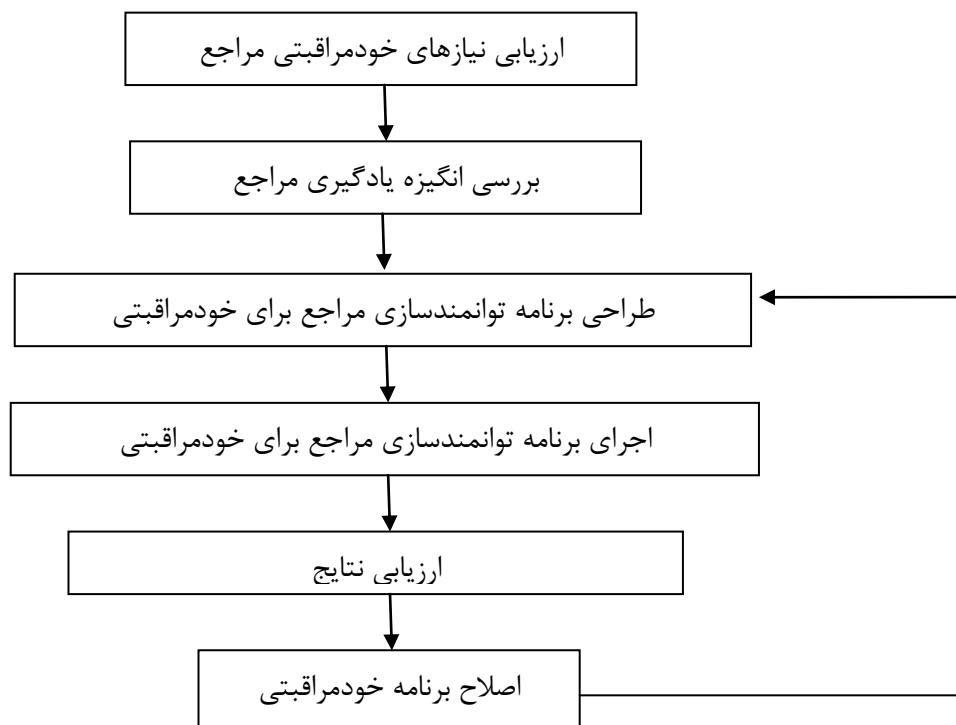 ارزیابی نیازهای خودمراقبتی مراجع
بررسی انگیزه یادگیری مراجع
طراحی برنامه توانمندسازی مراجع برای خودمراقبتی
اجرای برنامه توانمندسازی مراجع برای خودمراقبتی
ارزیابی نتایج
اصلاح برنامه خودمراقبتی